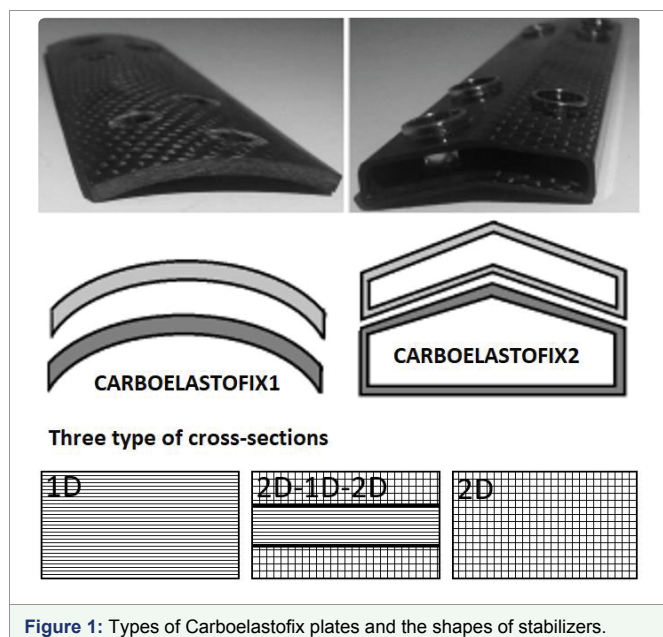 CARBOELASTOFIX1
CARBOELASTOFIX2
Three type of cross-sections
1D
2D-1D-2D
2D
Figure 1: Types of Carboelastofix plates and the shapes of stabilizers.